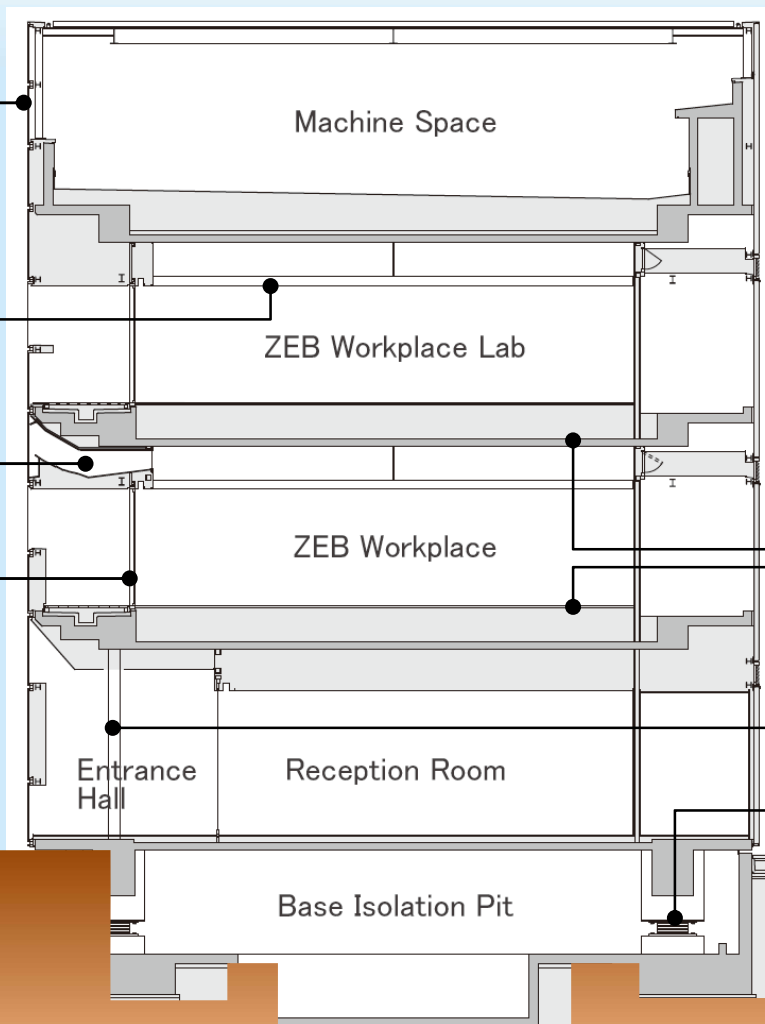 Machine Space
ZEB Workplace Lab
ZEB Workplace
Entrance
Hall
Reception Room
Base Isolation Pit